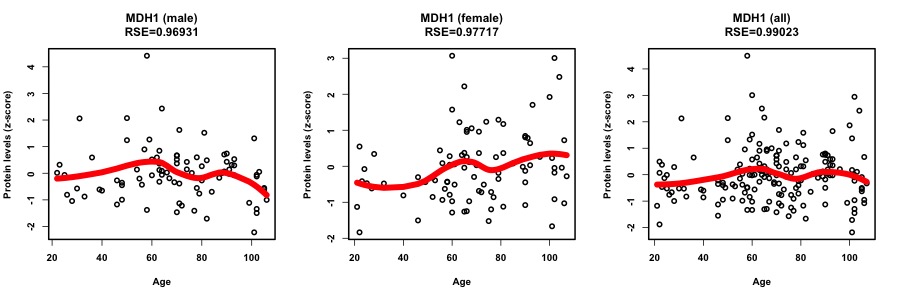 MDH1 (male)
RSE=0.96931
Protein levels (z-score)
4
3
2
1
0
-1
-2
20 40 60 80 100
Age
MDH1 (female)
RSE=0.97717
Protein levels (z-score)
3
2
1
0
-1
-2
20 40 60 80 100
Age
MDH1 (all)
RSE=0.99023
Protein levels (z-score)
4
3
2
1
0
-1
-2
20 40 60 80 100
Age